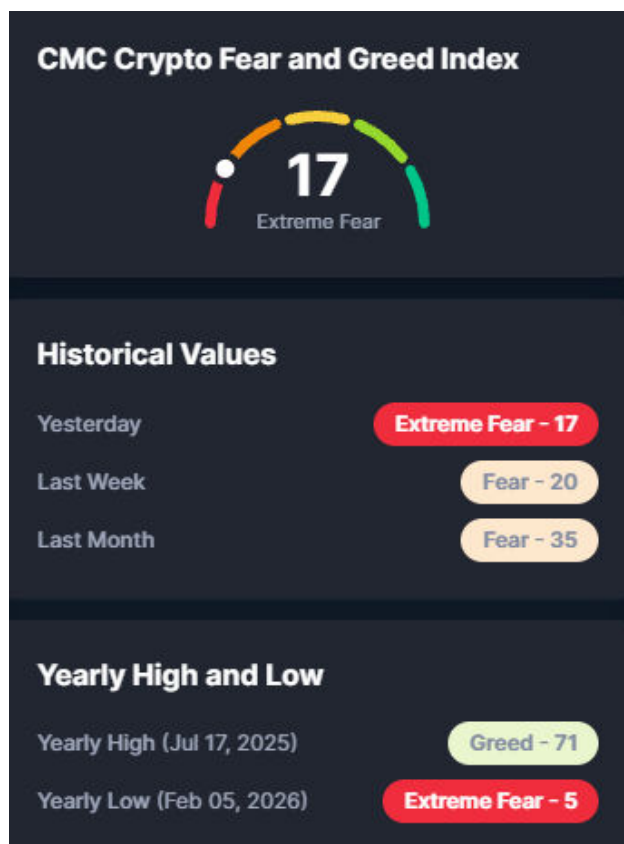 CMC Crypto Fear and Greed Index
17
Extreme Fear
Historical Values
Yesterday Extreme Fear - 17
Last Week Fear - 20
Last Month Fear - 35
Yearly High and Low
Yearly High (Jul 17, 2025) Greed - 71
Yearly Low (Feb 05, 2026) Extreme Fear - 5